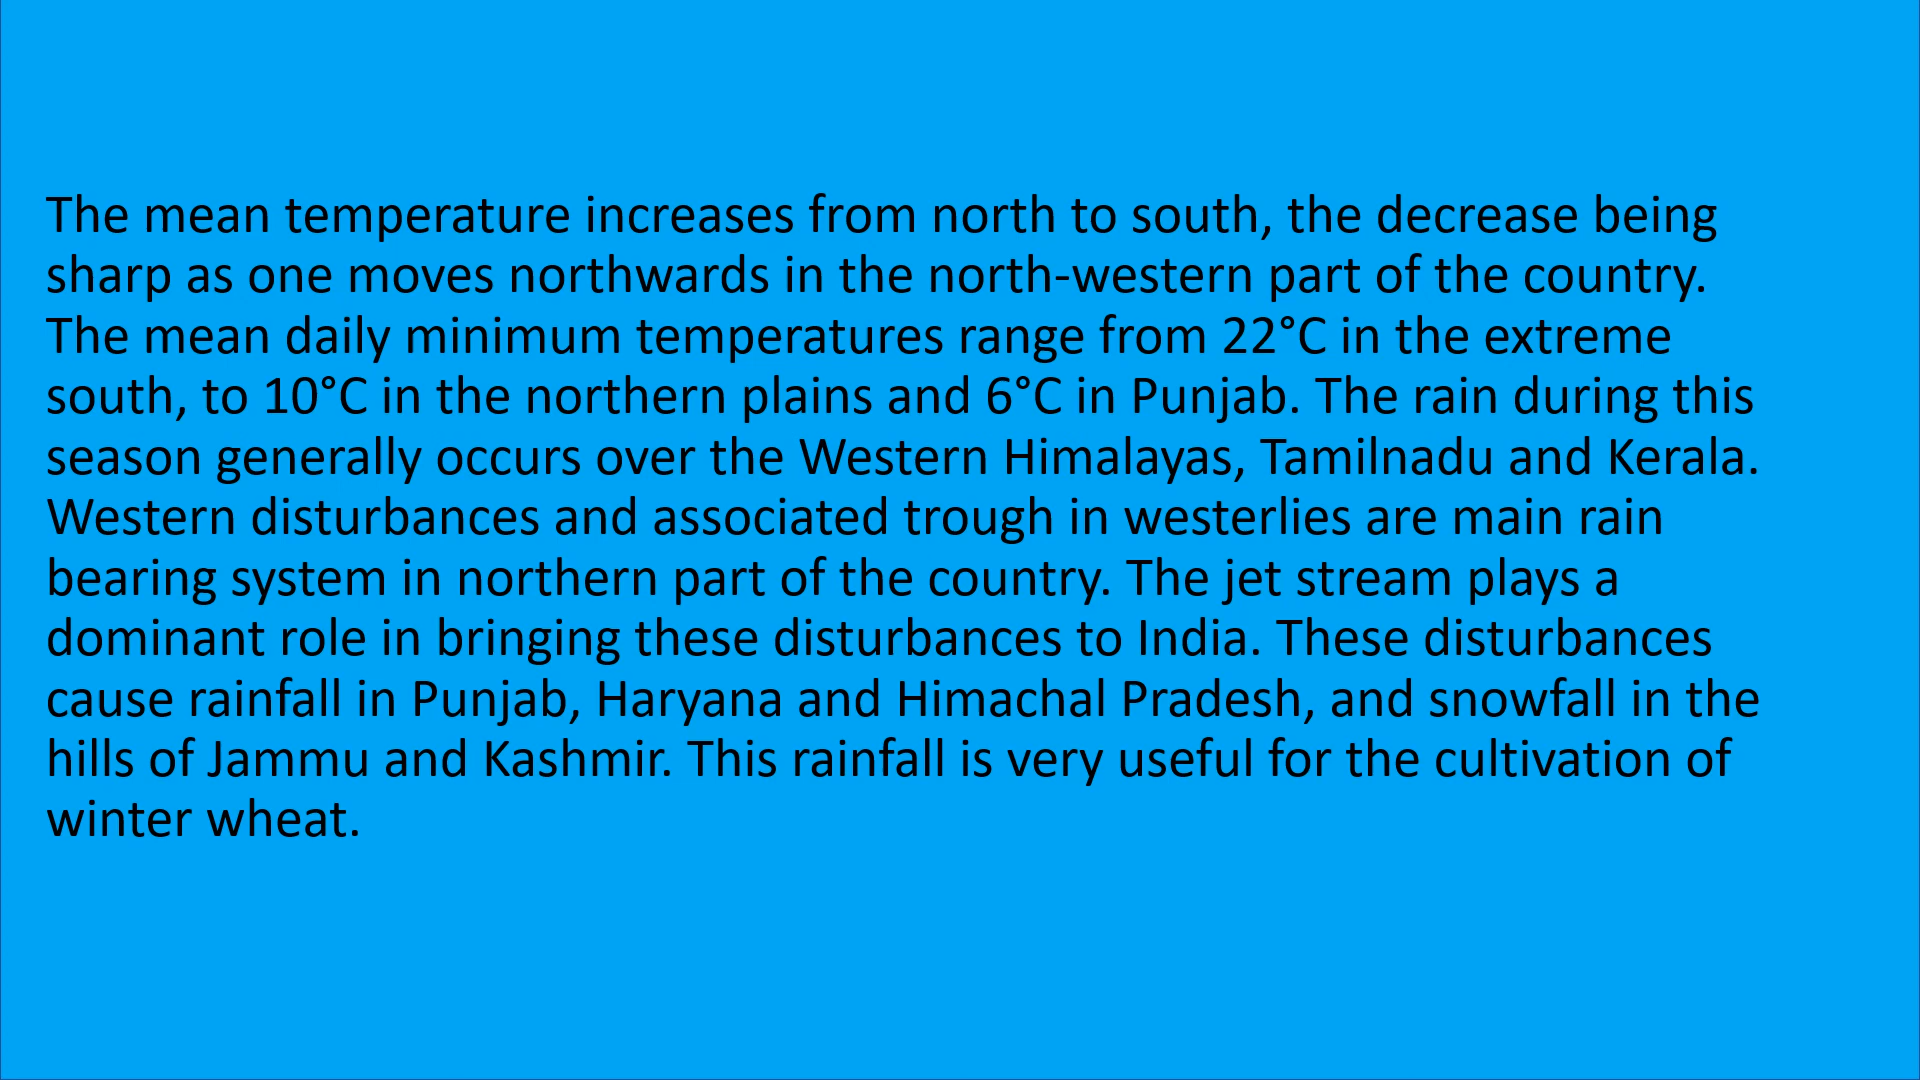 The mean temperature increases from north to south, the decrease being
sharp as one moves northwards in the north-western part of the country.
The mean daily minimum temperatures range from 22°C in the extreme
south, to 10°C in the northern plains and 6°C in Punjab. The rain during this
season generally occurs over the Western Himalayas, Tamilnadu and Kerala.
Western disturbances and associated trough in westerlies are main rain
bearing system in northern part of the country. The jet stream plays a
dominant role in bringing these disturbances to India. These disturbances
cause rainfall in Punjab, Haryana and Himachal Pradesh, and snowfall in the
hills of Jammu and Kashmir. This rainfall is very useful for the cultivation of
winter wheat.